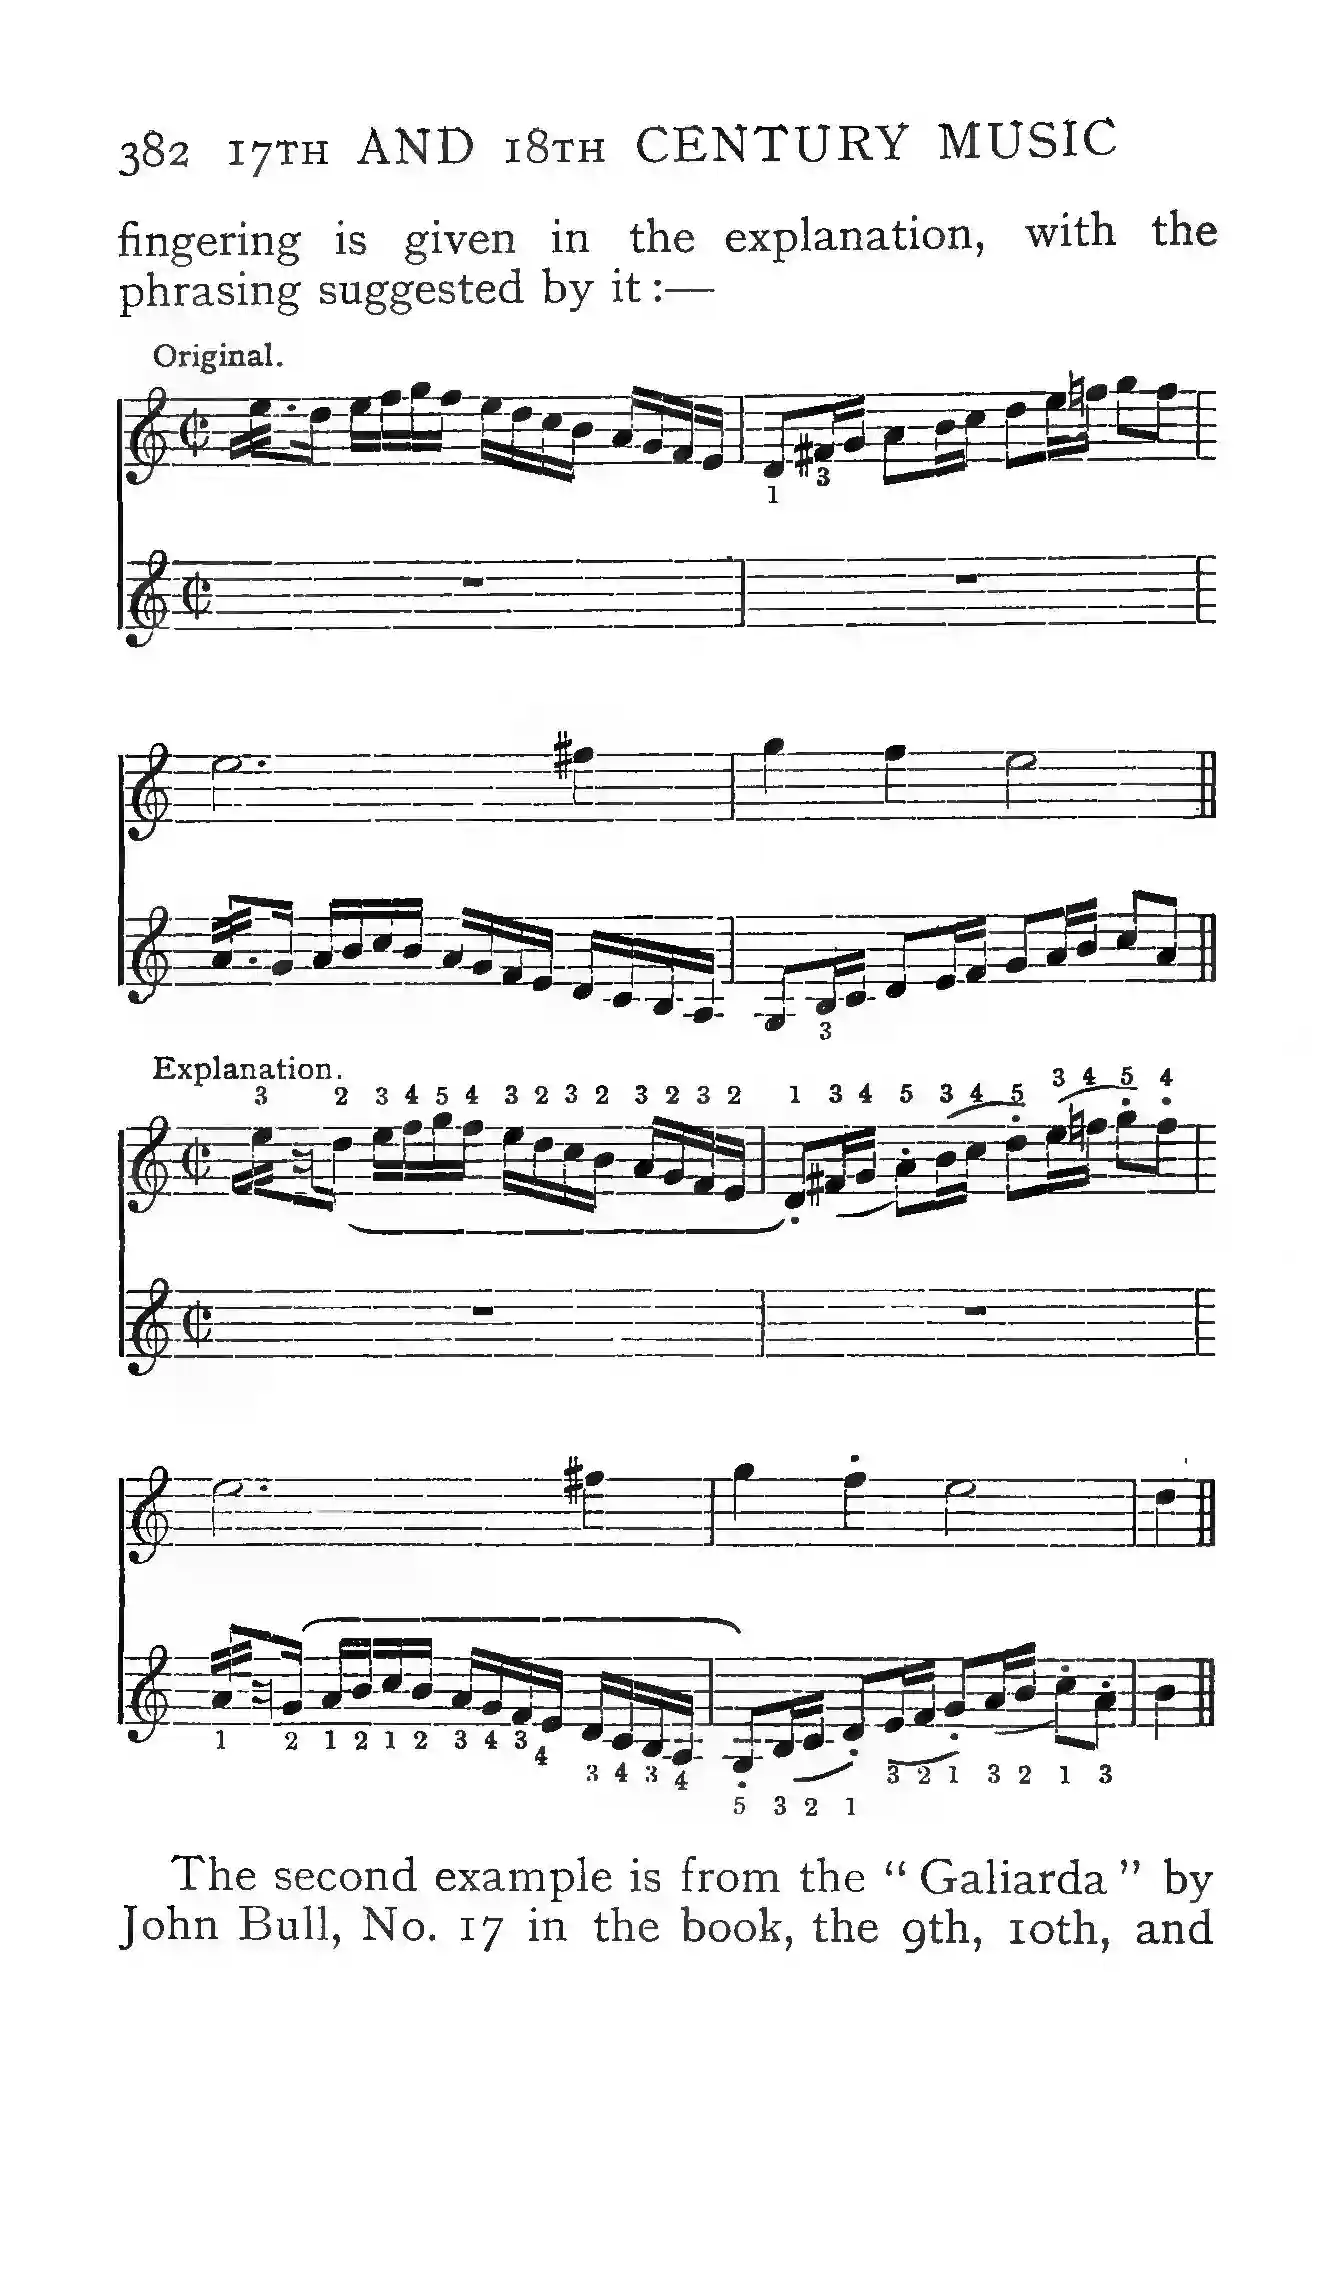 382 17TH AND 18TH CENTURY MUSIC
fingering is given in the explanation, with the
phrasing suggested by it :—
Original.
1 3
3
Explanation.
3 2 3 4 5 4 3 2 3 2 3 2 3 2 1 3 4 5 3 4 5 3 4 5 4
1 2 1 2 1 2 3 4 3 4 3 4 3 4 5 3 2 1 3 2 1 3 2 1 3
The second example is from the “ Galiarda ” by
John Bull, No. 17 in the book, the 9th, 10th, and